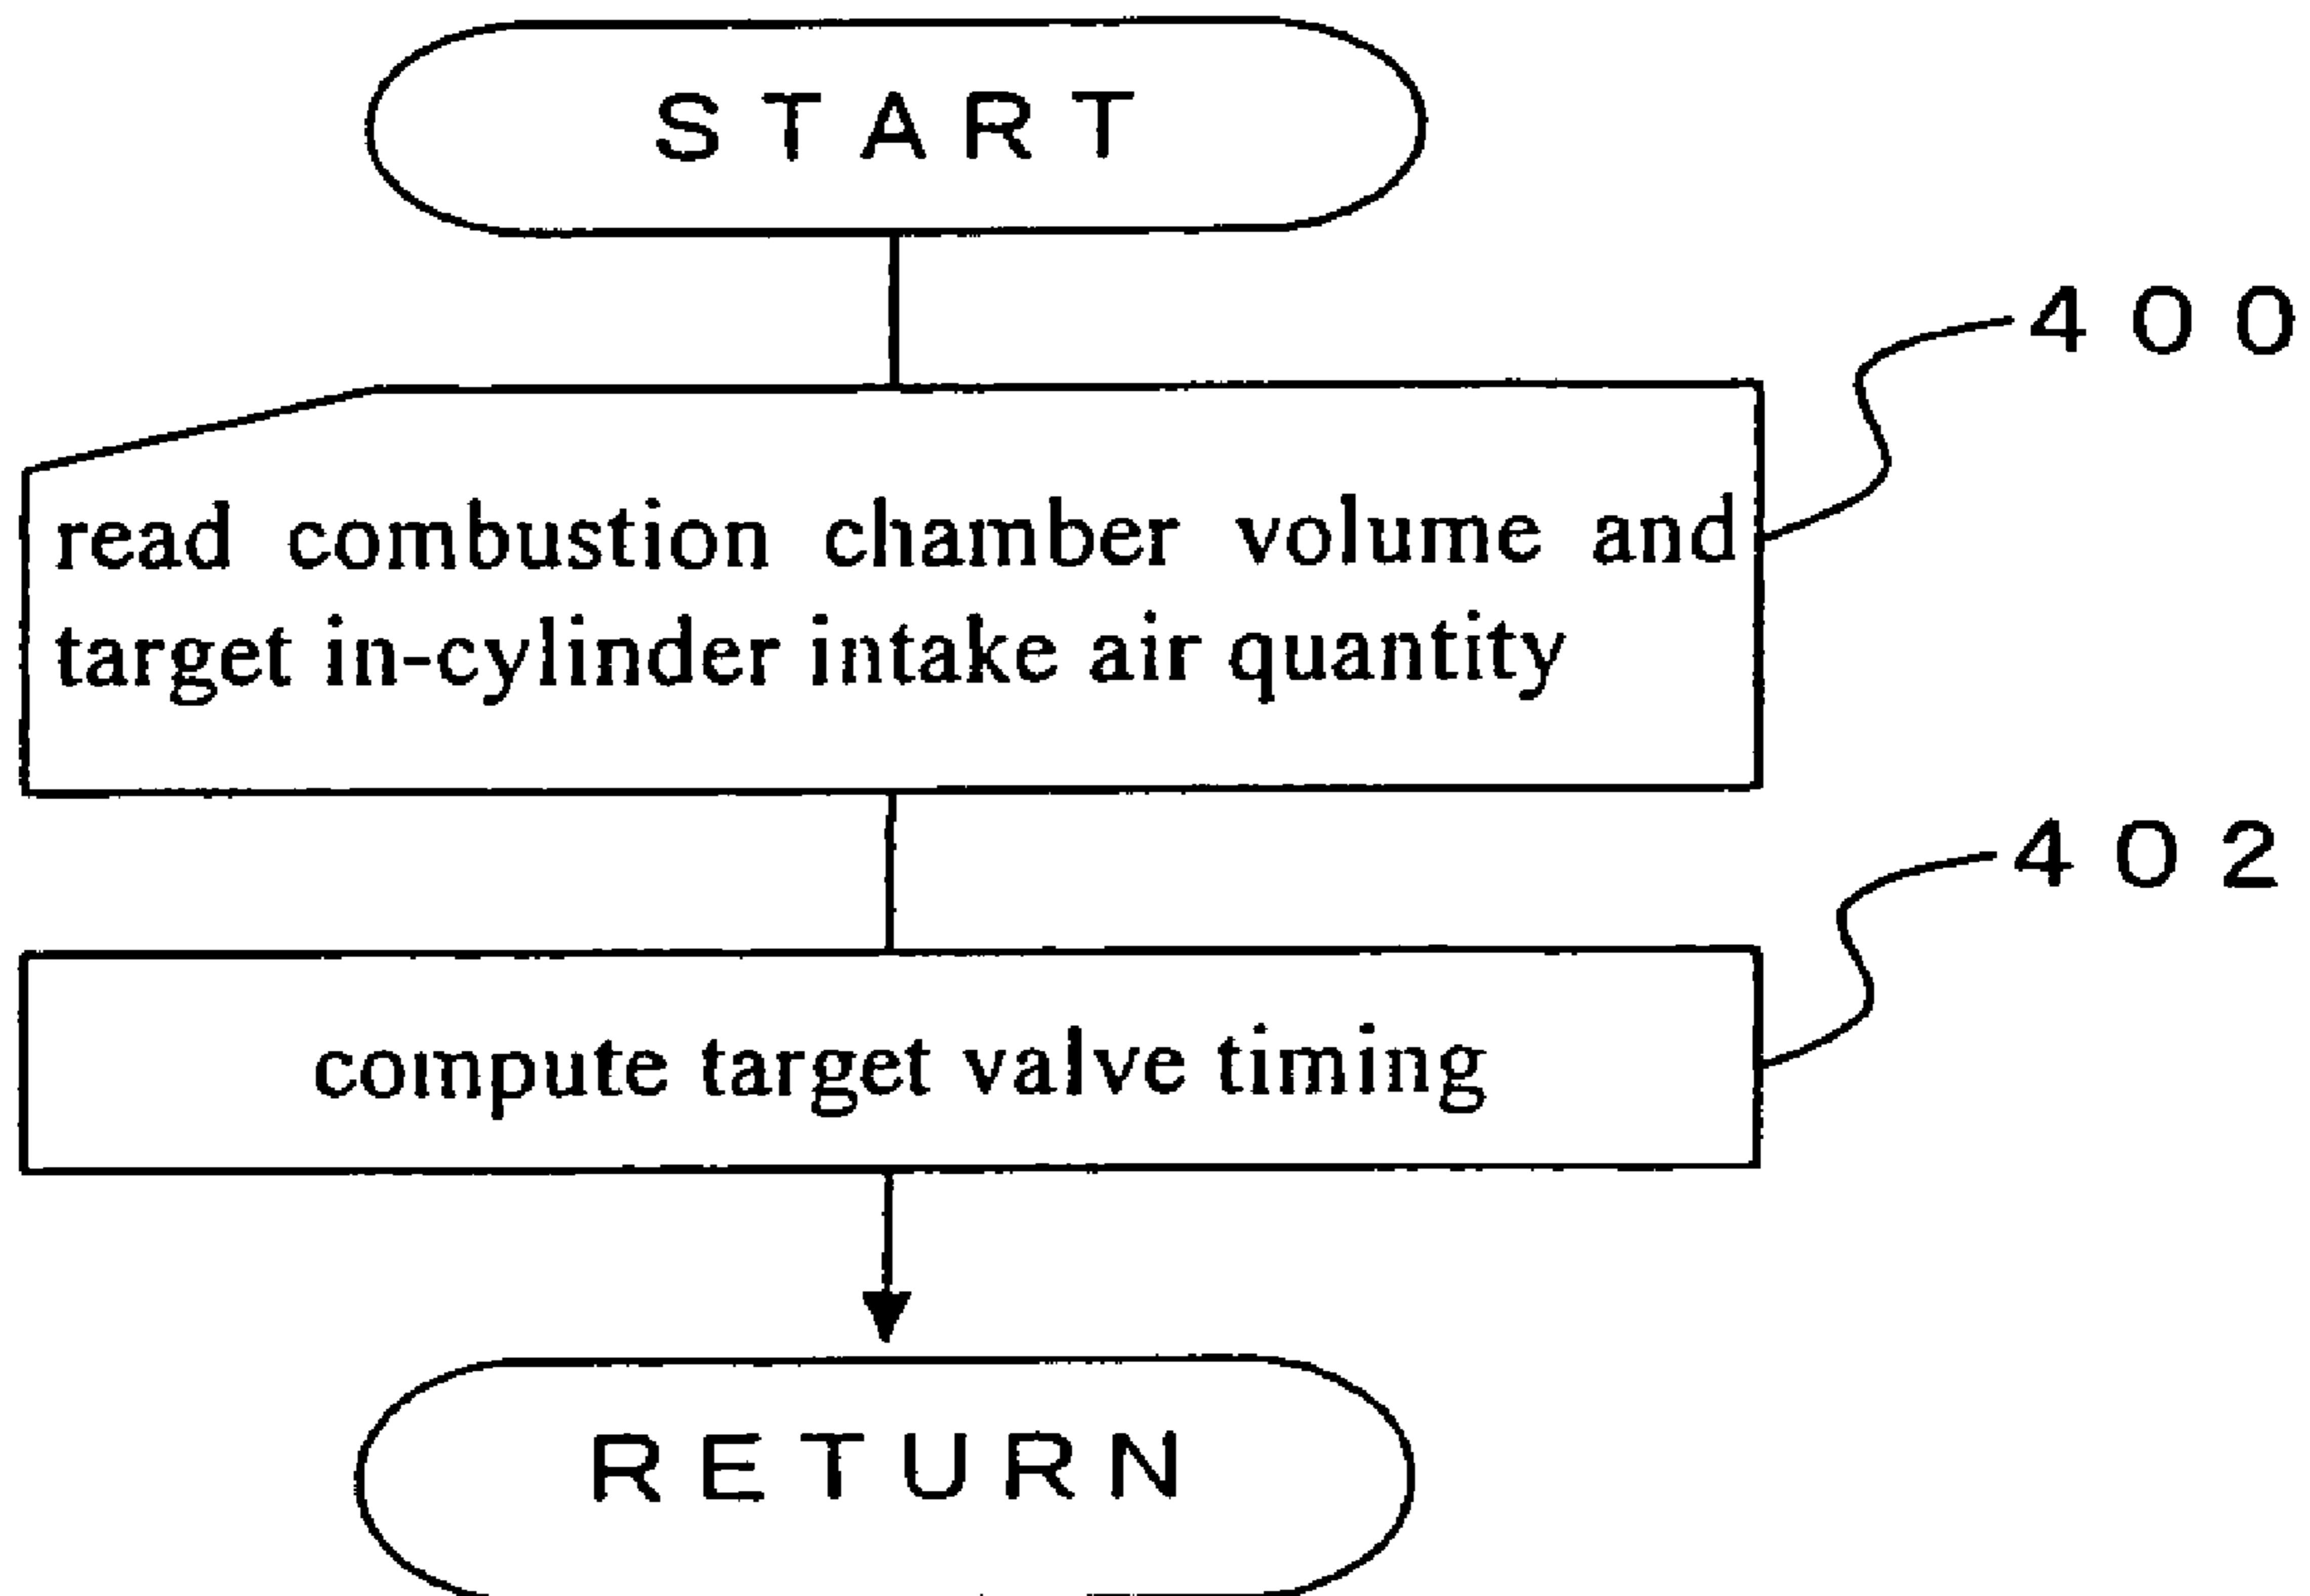 START
400
read combustion chamber volume and
target in-cylinder intake air quantity
402
compute target valve timing
RETURN